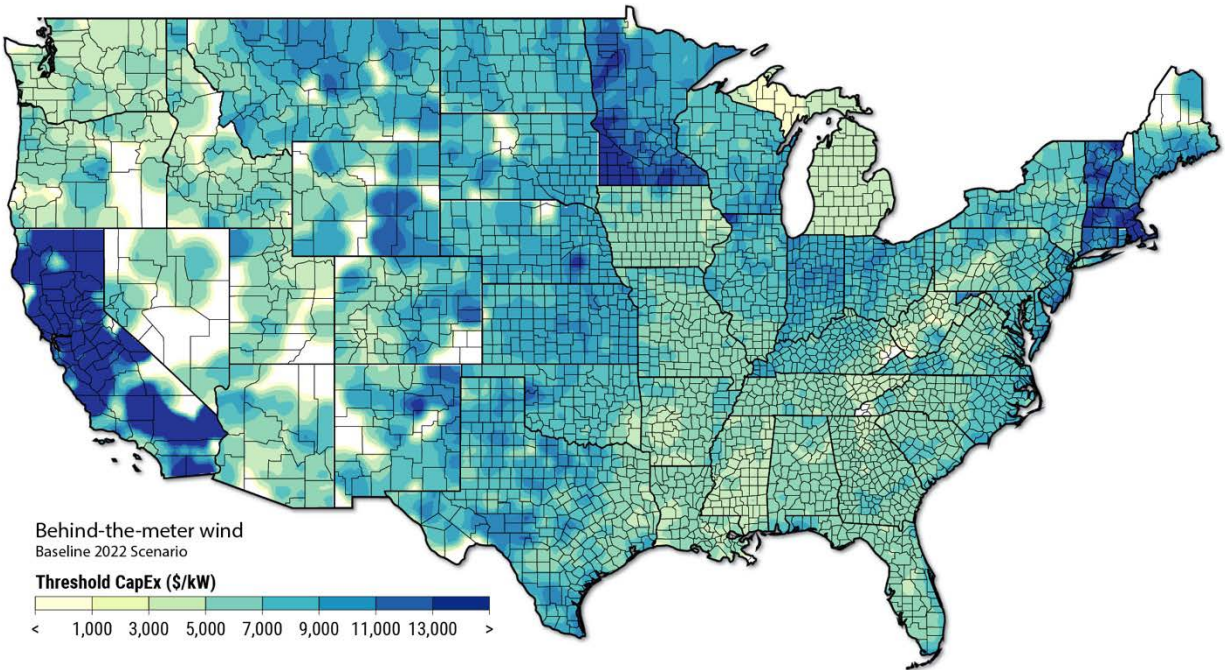 Behind-the-meter wind
Baseline 2022 Scenario
Threshold CapEx ($/kW)
< 1,000 3,000 5,000 7,000 9,000 11,000 13,000 >